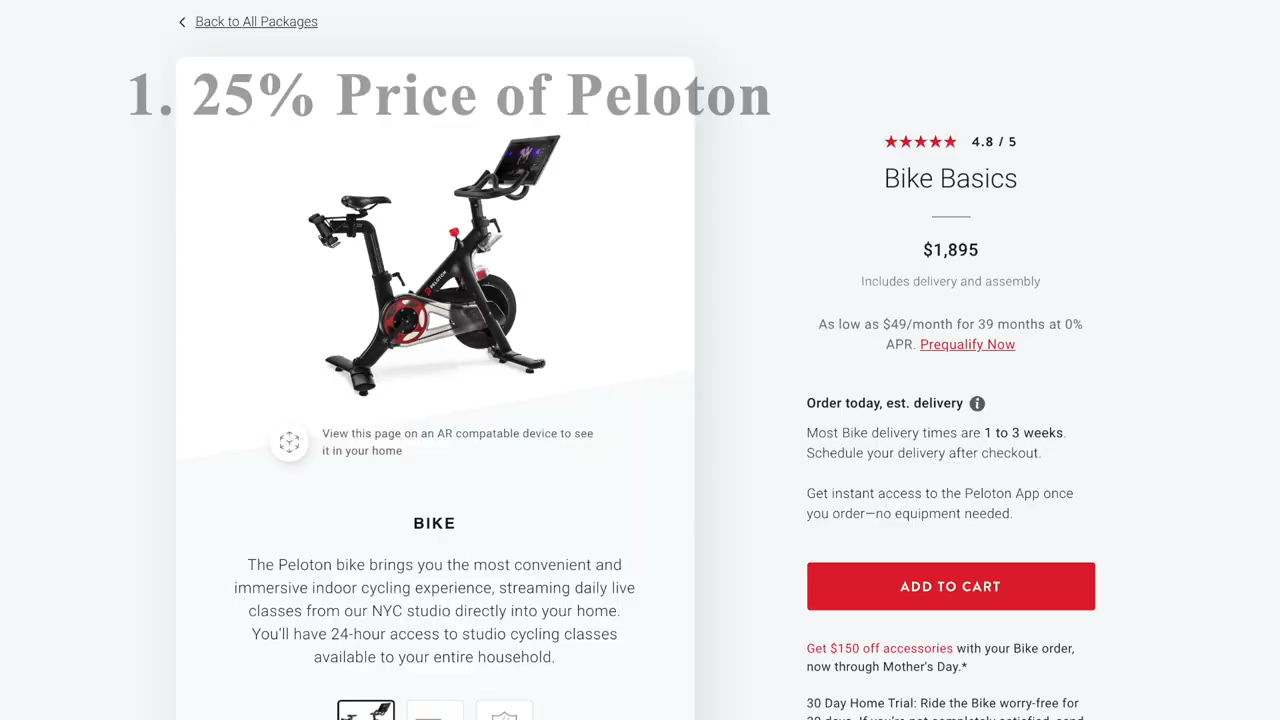 Back to All Packages
1. 25% Price of Peloton
4.8 / 5
Bike Basics
$1,895
Includes delivery and assembly
As low as $49/month for 39 months at 0%
APR. Prequalify Now
Order today, est. delivery
Most Bike delivery times are 1 to 3 weeks.
Schedule your delivery after checkout.
Get instant access to the Peloton App once
you order—no equipment needed.
ADD TO CART
Get $150 off accessories with your Bike order,
now through Mother's Day.*
30 Day Home Trial: Ride the Bike worry-free for
PELOTON
View this page on an AR compatable device to see
it in your home
BIKE
The Peloton bike brings you the most convenient and
immersive indoor cycling experience, streaming daily live
classes from our NYC studio directly into your home.
You'll have 24-hour access to studio cycling classes
available to your entire household.